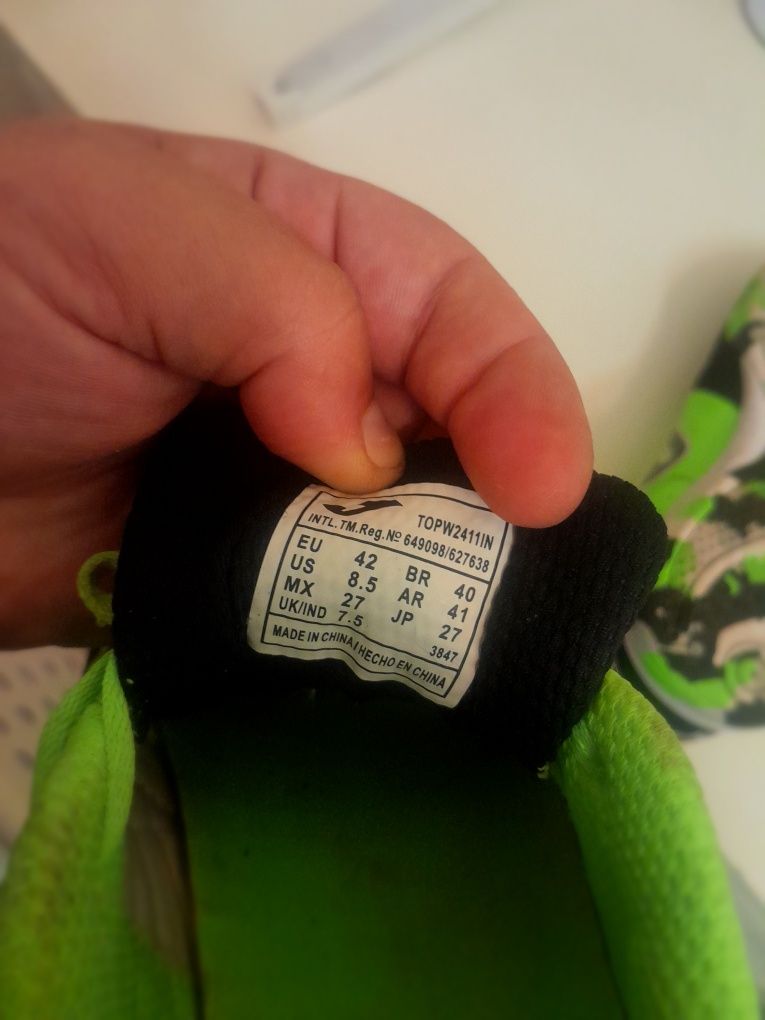 TOPW2411IN
INTL.TM.Reg.Nº 649098/627638
EU 42 BR 40
US 8.5 AR 41
MX 27 JP 27
UK/IND 7.5 3847
MADE IN CHINA/HECHO EN CHINA